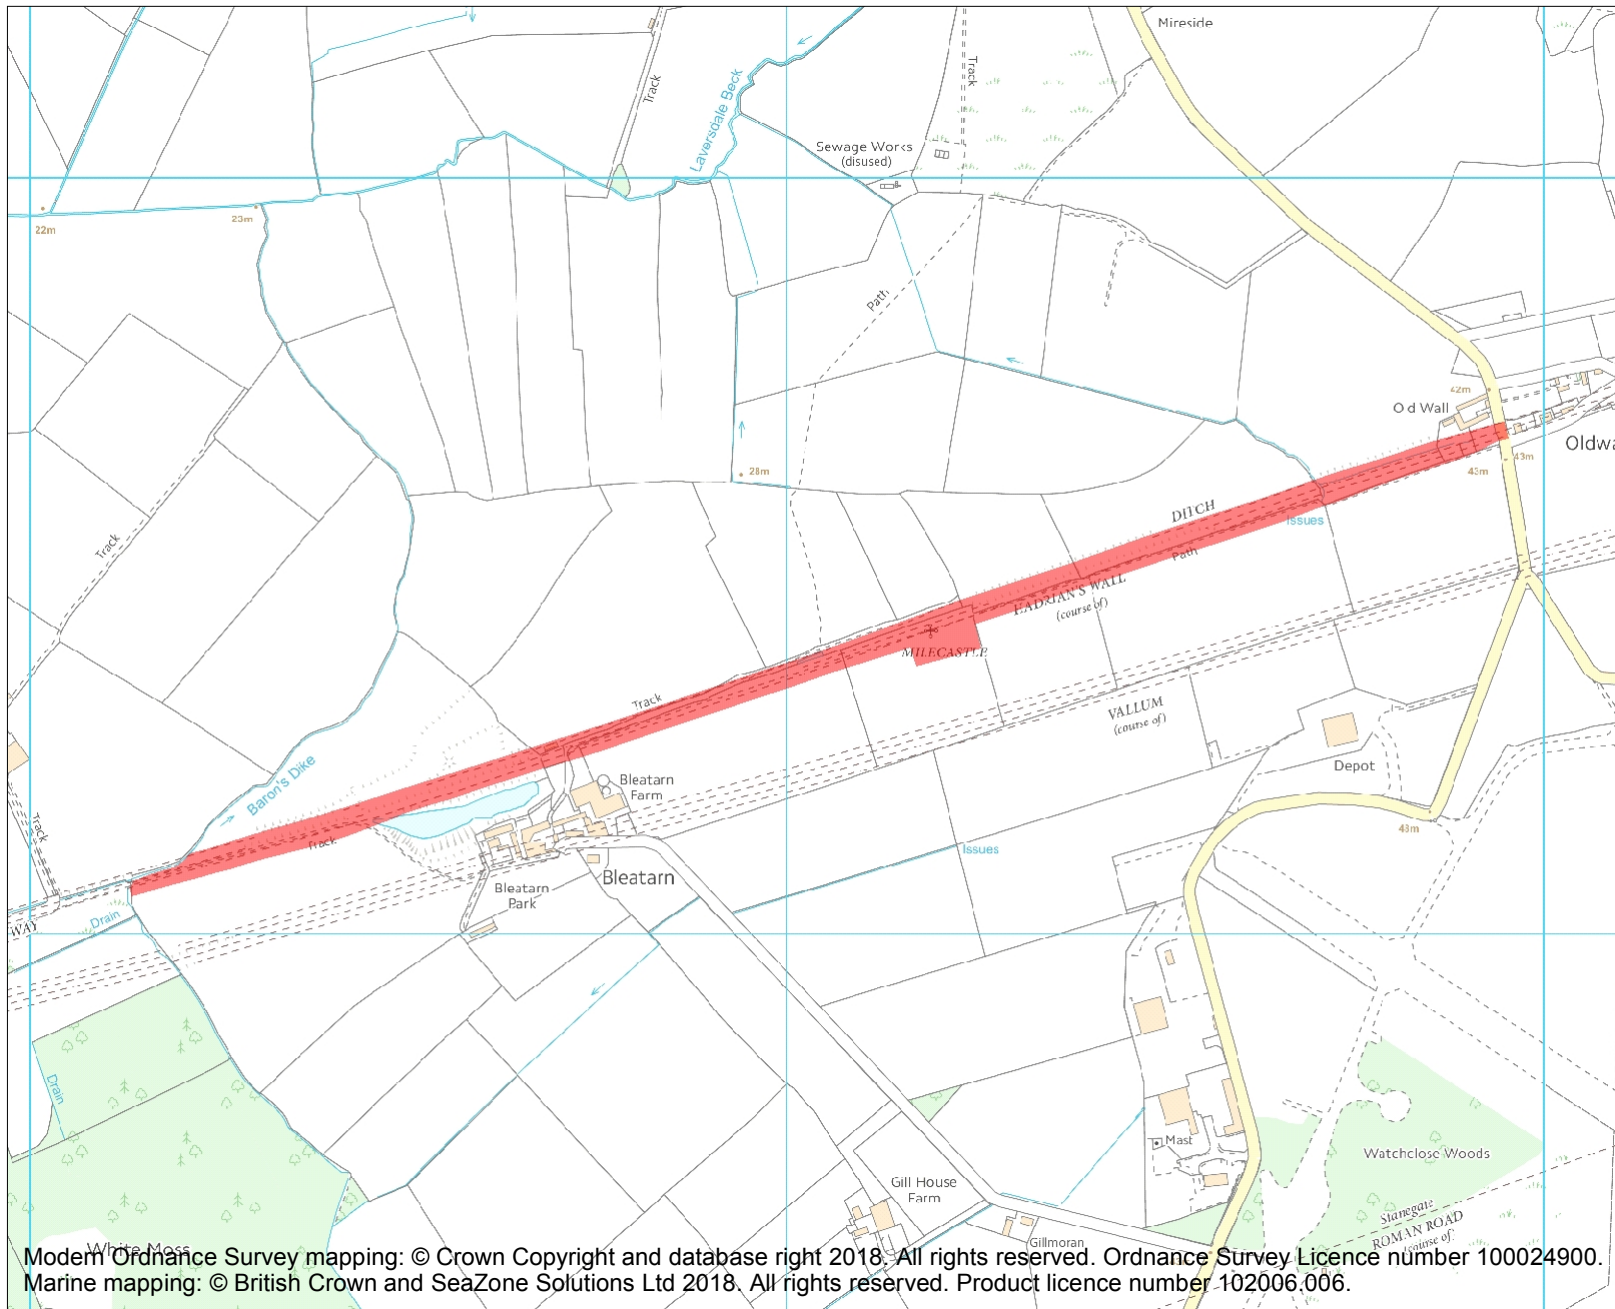 Mireside
Track
Track
Laversdale Beck
Sewage Works
(disused)
22m
23m
Path
42m
Old Wall
Oldwa
43m
43m
28m
DITCH
Issues
Path
Track
HADRIAN'S WALL
(course of)
MILECASTLE
Track
VALLUM
(course of)
Baron's Dike
Bleatarn
Farm
Depot
Track
Track
48m
Issues
Bleatarn
Bleatarn
Park
Drain
WAY
Drain
Mast
Watchclose Woods
Gill House
Farm
Stanegate
ROMAN ROAD
(course of)
Gillmoran
White Moss
Modern Ordnance Survey mapping: © Crown Copyright and database right 2018. All rights reserved. Ordnance Survey Licence number 100024900.
Marine mapping: © British Crown and SeaZone Solutions Ltd 2018. All rights reserved. Product licence number 102006.006.